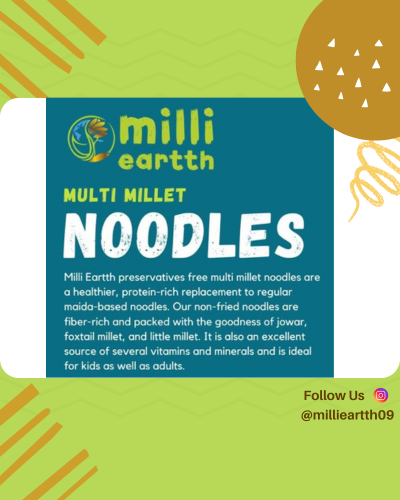 milli
eartth
MULTI MILLET
NOODLES
Milli Eartth preservatives free multi millet noodles are
a healthier, protein-rich replacement to regular
maida-based noodles. Our non-fried noodles are
fiber-rich and packed with the goodness of jowar,
foxtail millet, and little millet. It is also an excellent
source of several vitamins and minerals and is ideal
for kids as well as adults.
Follow Us
@millieartth09